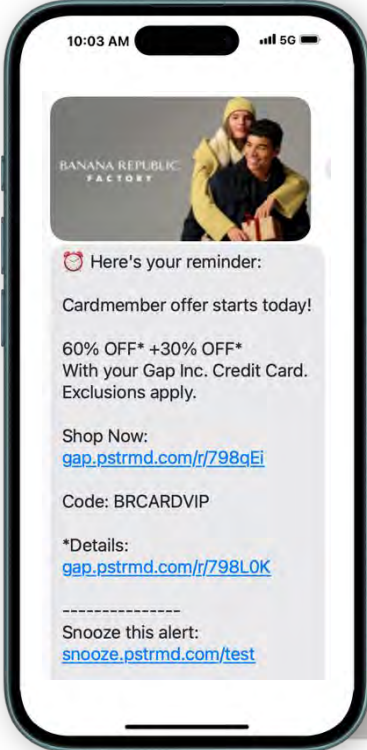 10:03 AM
5G
BANANA REPUBLIC
FACTORY
⏰ Here's your reminder:
Cardmember offer starts today!
60% OFF* +30% OFF*
With your Gap Inc. Credit Card.
Exclusions apply.
Shop Now:
gap.pstrmd.com/r/798qEi
Code: BRCARDVIP
*Details:
gap.pstrmd.com/r/798L0K
---------------
Snooze this alert:
snooze.pstrmd.com/test